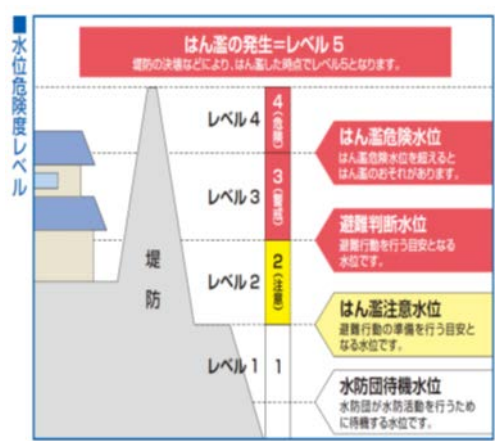 ■水位危険度レベル
はん濫の発生=レベル5
堤防の決壊などにより、はん濫した時点でレベル5となります。
レベル4
4(危険)
はん濫危険水位
はん濫危険水位を超えると
はん濫のおそれがあります。
レベル3
3(警戒)
避難判断水位
避難行動を行う目安となる
水位です。
堤防
レベル2
2(注意)
はん濫注意水位
避難行動の準備を行う目安と
なる水位です。
レベル1
1
水防団待機水位
水防団が水防活動を行うため
に待機する水位です。